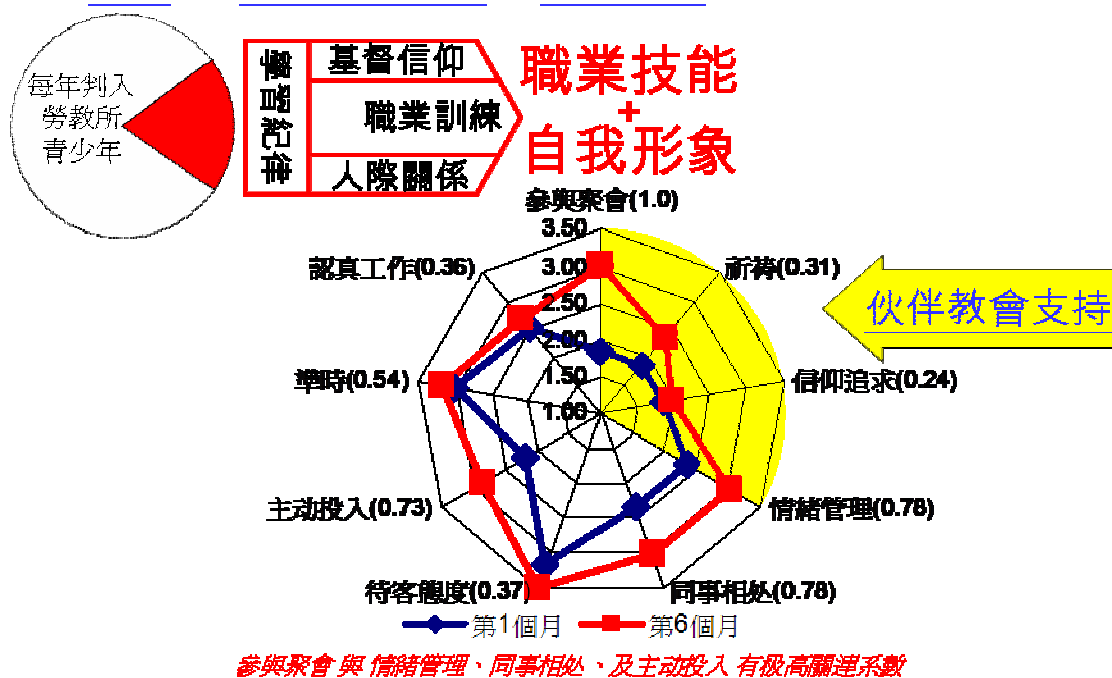 每年判入
勞教所
青少年
學習紀律
基督信仰
職業訓練
人際關係
職業技能
+
自我形象
參與聚會(1.0)
祈祷(0.31)
信仰追求(0.24)
情緒管理(0.78)
同事相处(0.78)
待客態度(0.37)
主动投入(0.73)
準時(0.54)
認真工作(0.36)
3.50
3.00
2.50
2.00
1.50
1.00
伙伴教會支持
第1個月
第6個月
參與聚會 與 情緒管理、同事相处 、及主动投入 有极高關連系數